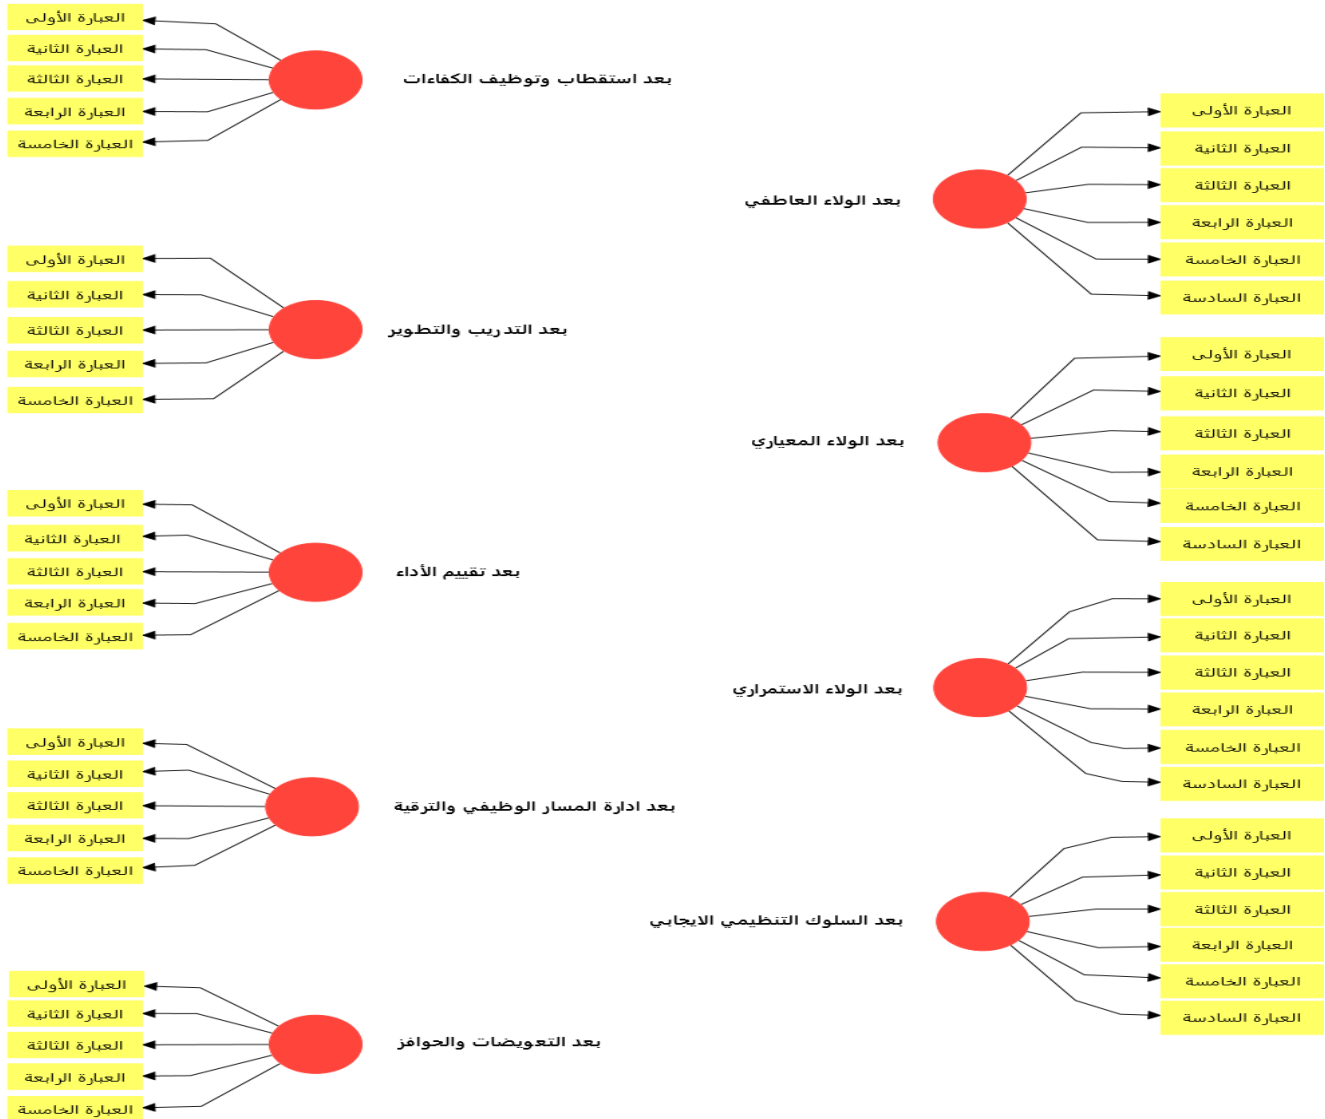 العبارة الأولى
العبارة الثانية
العبارة الثالثة
العبارة الرابعة
العبارة الخامسة
بعد استقطاب وتوظيف الكفاءات
العبارة الأولى
العبارة الثانية
العبارة الثالثة
العبارة الرابعة
العبارة الخامسة
بعد التدريب والتطوير
العبارة الأولى
العبارة الثانية
العبارة الثالثة
العبارة الرابعة
العبارة الخامسة
بعد تقييم الأداء
العبارة الأولى
العبارة الثانية
العبارة الثالثة
العبارة الرابعة
العبارة الخامسة
بعد ادارة المسار الوظيفي والترقية
العبارة الأولى
العبارة الثانية
العبارة الثالثة
العبارة الرابعة
العبارة الخامسة
بعد التعويضات والحوافز
العبارة الأولى
العبارة الثانية
العبارة الثالثة
العبارة الرابعة
العبارة الخامسة
العبارة السادسة
بعد الولاء العاطفي
العبارة الأولى
العبارة الثانية
العبارة الثالثة
العبارة الرابعة
العبارة الخامسة
العبارة السادسة
بعد الولاء المعياري
العبارة الأولى
العبارة الثانية
العبارة الثالثة
العبارة الرابعة
العبارة الخامسة
العبارة السادسة
بعد الولاء الاستمراري
العبارة الأولى
العبارة الثانية
العبارة الثالثة
العبارة الرابعة
العبارة الخامسة
العبارة السادسة
بعد السلوك التنظيمي الايجابي